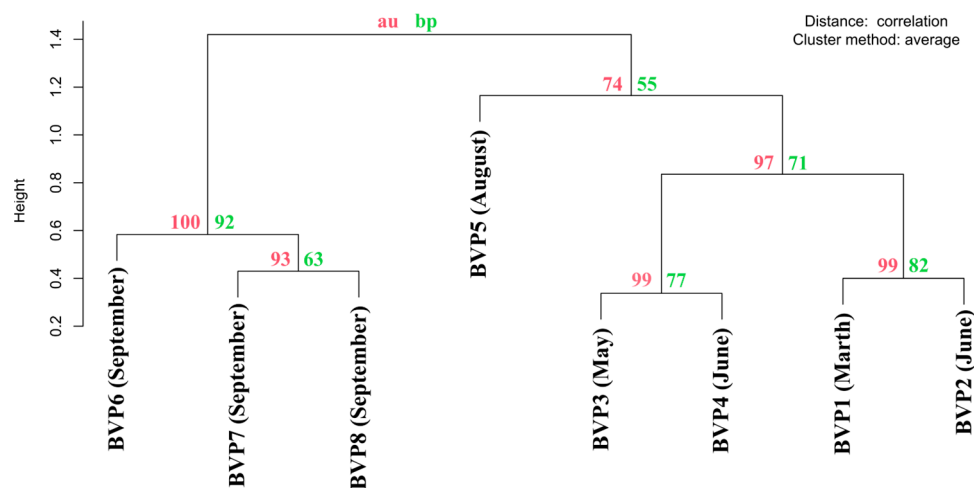 au bp
Distance: correlation
Cluster method: average
Height
1.4
1.2
1.0
0.8
0.6
0.4
0.2
74 55
97 71
100 92
93 63
99 77
99 82
BVP6 (September)
BVP7 (September)
BVP8 (September)
BVP5 (August)
BVP3 (May)
BVP4 (June)
BVP1 (Marth)
BVP2 (June)